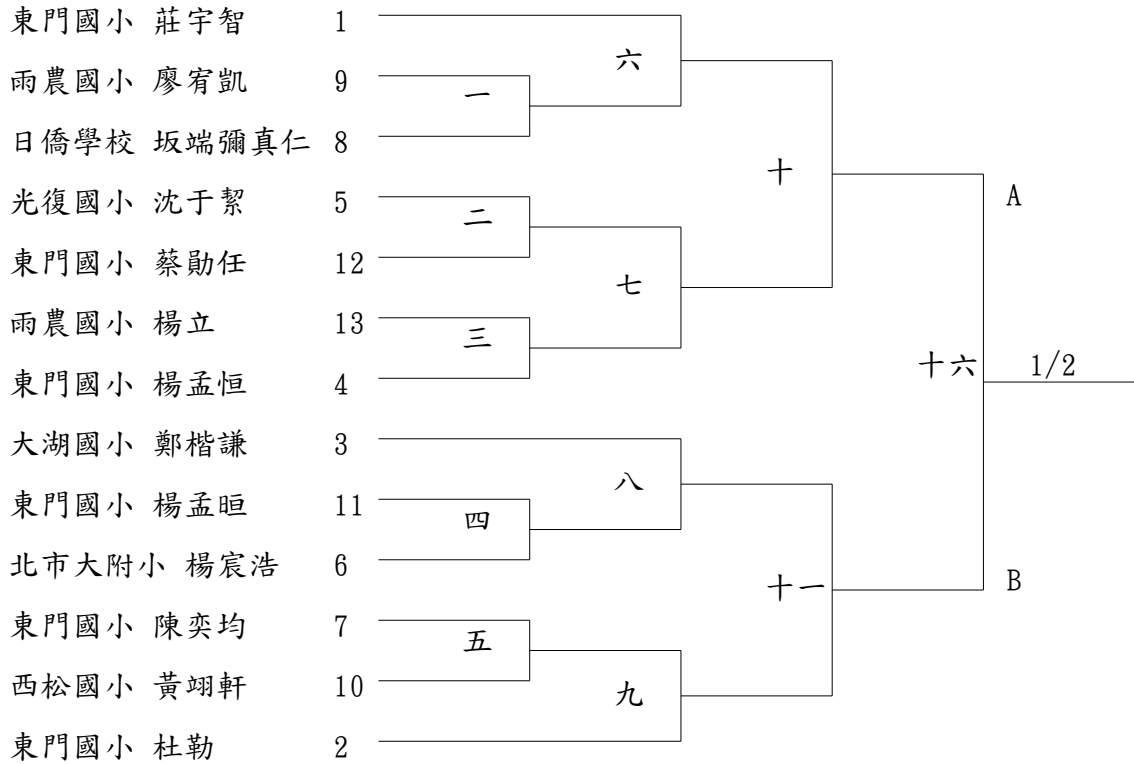 東門國小 莊宇智 1
六
雨農國小 廖宥凱 9
一
日僑學校 坂端彌真仁 8
十
光復國小 沈于絜 5
A
二
東門國小 蔡勛任 12
七
雨農國小 楊立 13
三
十六 1/2
東門國小 楊孟恒 4
大湖國小 鄭楷謙 3
八
東門國小 楊孟晅 11
四
北市大附小 楊宸浩 6
十一 B
東門國小 陳奕均 7
五
西松國小 黃翊軒 10
九
東門國小 杜勒 2